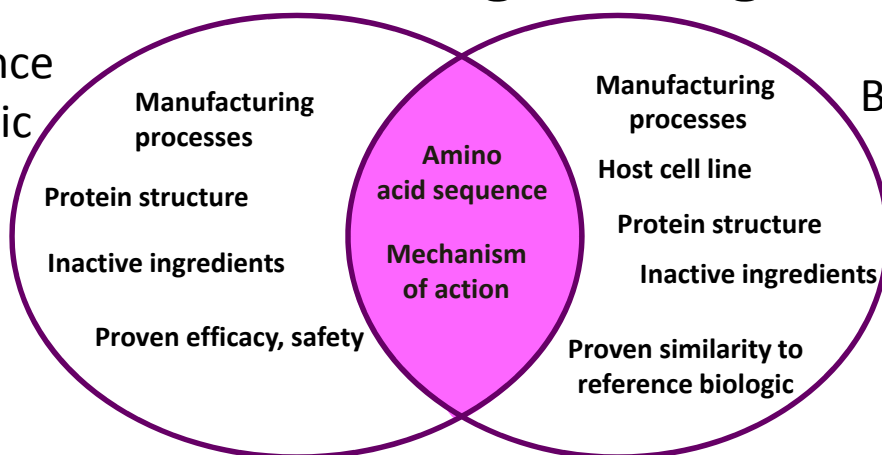 Manufacturing
processes
Protein structure
Inactive ingredients
Proven efficacy, safety
Amino
acid sequence
Mechanism
of action
Manufacturing
processes
Host cell line
Protein structure
Inactive ingredients
Proven similarity to
reference biologic